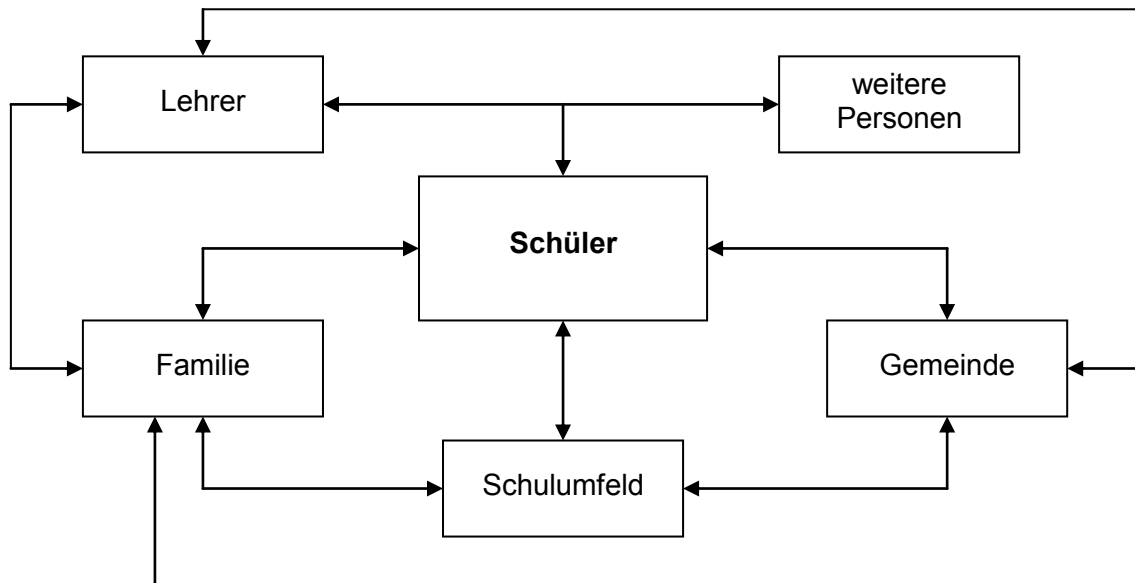 Lehrer
weitere
Personen
Schüler
Familie
Gemeinde
Schulumfeld